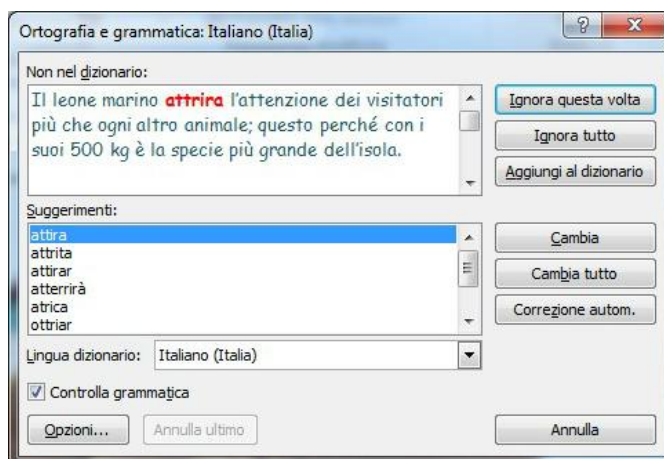 Ortografia e grammatica: Italiano (Italia)
Non nel dizionario:
Il leone marino attrira l'attenzione dei visitatori
più che ogni altro animale; questo perché con i
suoi 500 kg è la specie più grande dell'isola.
Ignora questa volta
Ignora tutto
Aggiungi al dizionario
Suggerimenti:
attira
attrita
attirar
atterrirà
atrica
ottriar
Cambia
Cambia tutto
Correzione autom.
Lingua dizionario: Italiano (Italia)
Controlla grammatica
Opzioni... Annulla ultimo Annulla